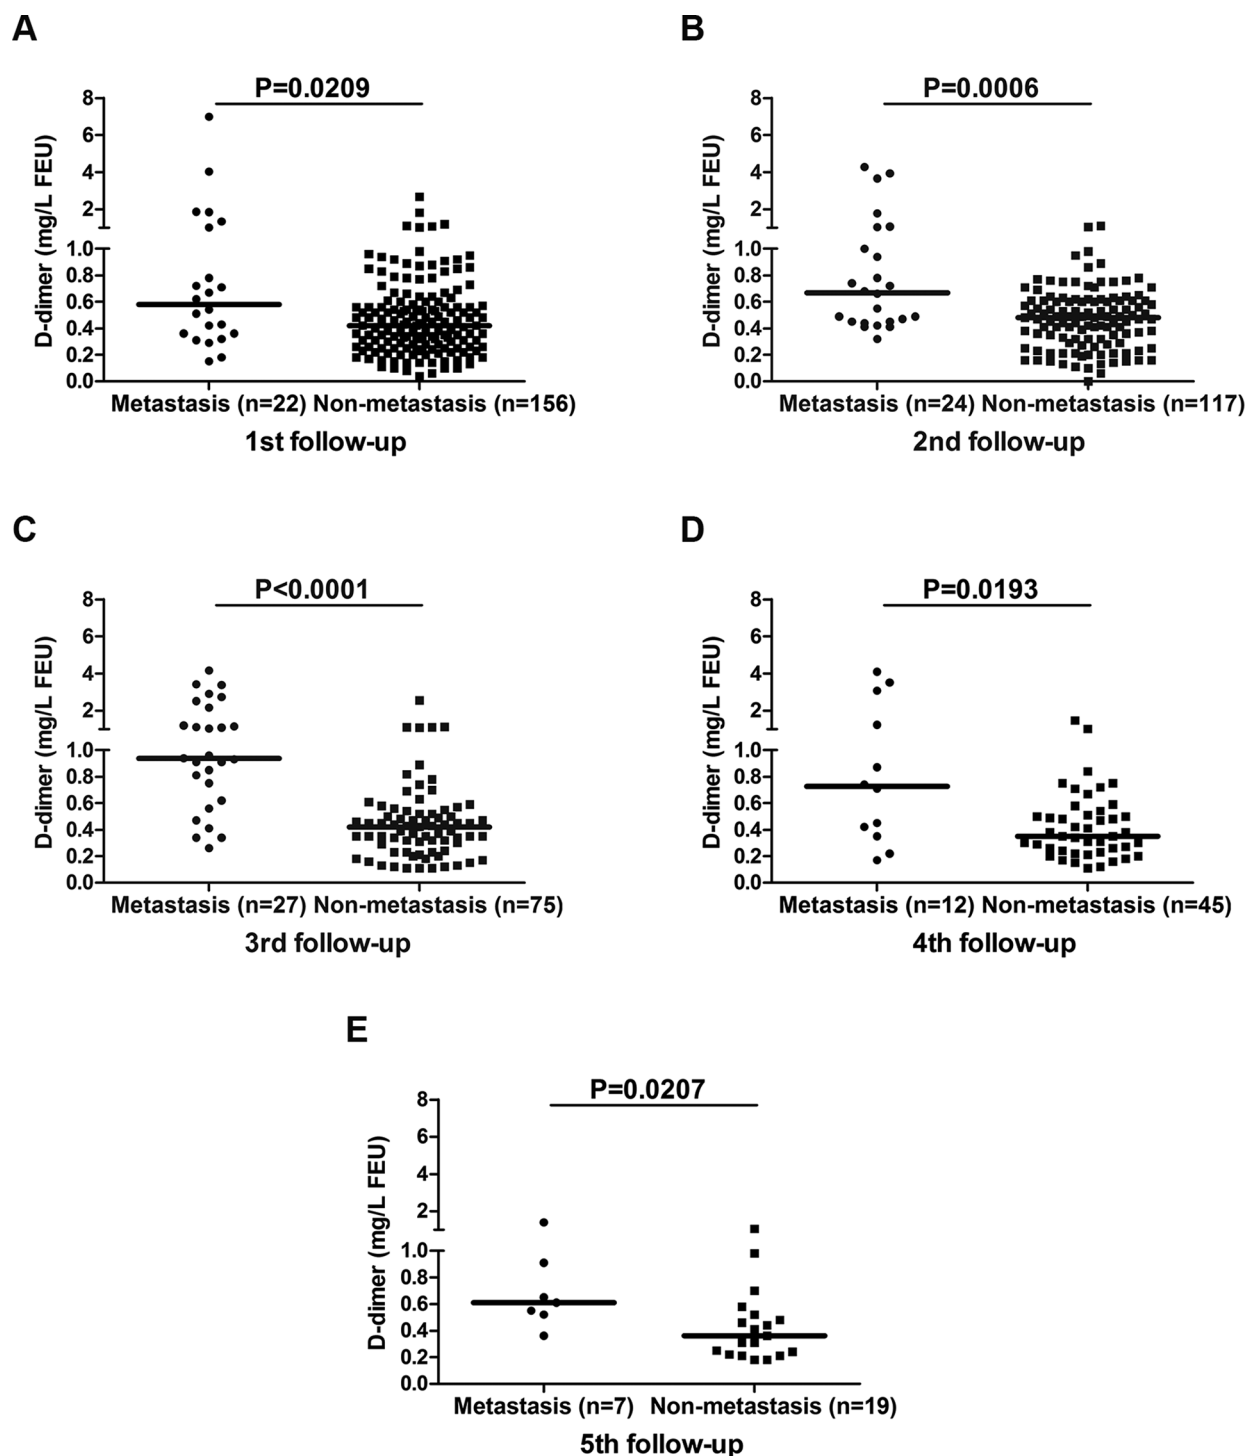 A
P=0.0209
D-dimer (mg/L FEU)
8
6
4
2
1.0
0.8
0.6
0.4
0.2
0.0
Metastasis (n=22) Non-metastasis (n=156)
1st follow-up
B
P=0.0006
D-dimer (mg/L FEU)
8
6
4
2
1.0
0.8
0.6
0.4
0.2
0.0
Metastasis (n=24) Non-metastasis (n=117)
2nd follow-up
C
P<0.0001
D-dimer (mg/L FEU)
8
6
4
2
1.0
0.8
0.6
0.4
0.2
0.0
Metastasis (n=27) Non-metastasis (n=75)
3rd follow-up
D
P=0.0193
D-dimer (mg/L FEU)
8
6
4
2
1.0
0.8
0.6
0.4
0.2
0.0
Metastasis (n=12) Non-metastasis (n=45)
4th follow-up
E
P=0.0207
D-dimer (mg/L FEU)
8
6
4
2
1.0
0.8
0.6
0.4
0.2
0.0
Metastasis (n=7) Non-metastasis (n=19)
5th follow-up